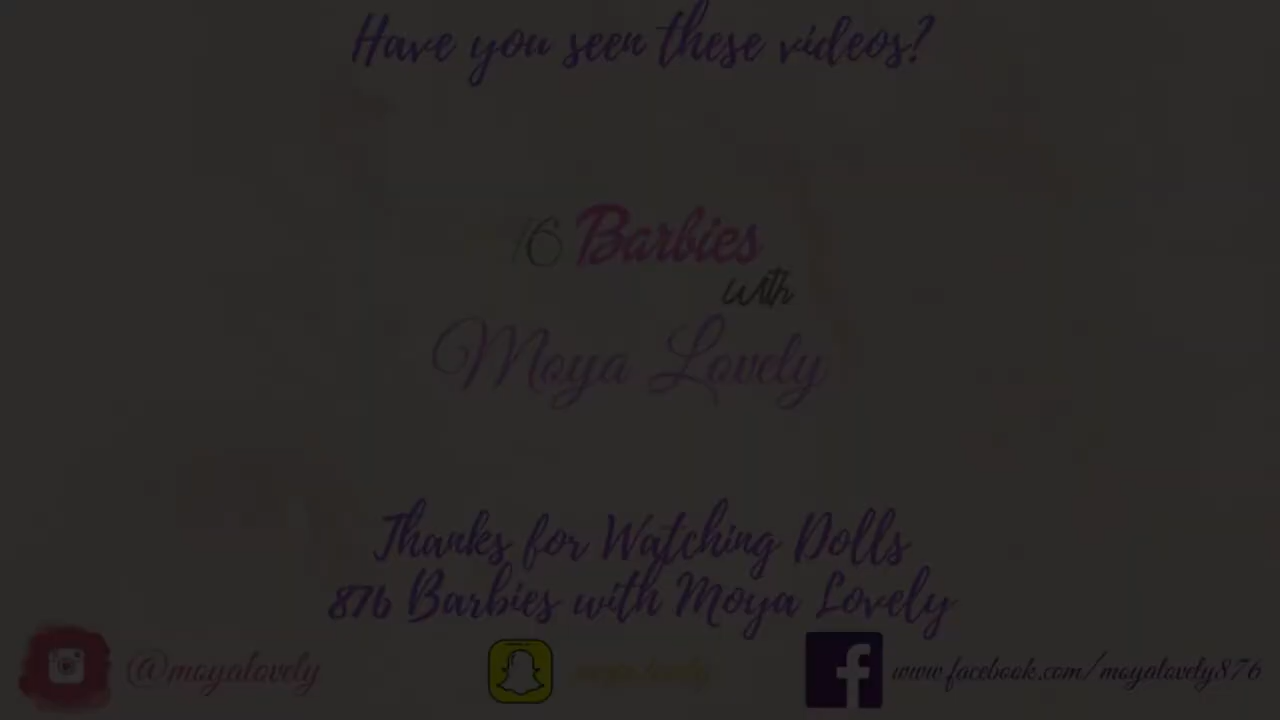 Have you seen these videos?
76 Barbies
with
Moya Lovely
Thanks for Watching Dolls
876 Barbies with Moya Lovely
@moyalovely
www.facebook.com/moyalovely876